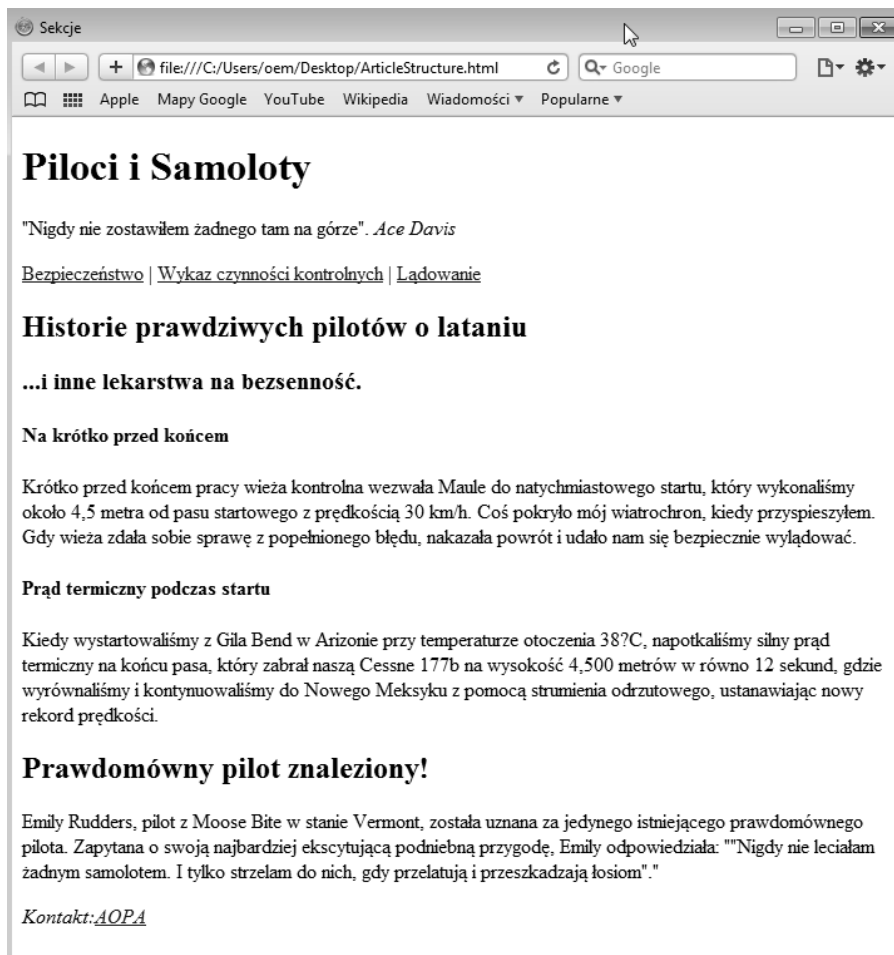 Sekcje
file:///C:/Users/oem/Desktop/ArticleStructure.html
Google
Apple Mapy Google YouTube Wikipedia Wiadomości ▾ Popularne ▾
Piloci i Samoloty
"Nigdy nie zostawiłem żadnego tam na górze". Ace Davis
Bezpieczeństwo | Wykaz czynności kontrolnych | Lądowanie
Historie prawdziwych pilotów o lataniu
...i inne lekarstwa na bezsenność.
Na krótko przed końcem
Krótko przed końcem pracy wieża kontrolna wezwała Maule do natychmiastowego startu, który wykonaliśmy
około 4,5 metra od pasu startowego z prędkością 30 km/h. Coś pokryło mój wiatrochron, kiedy przyspieszyłem.
Gdy wieża zdała sobie sprawę z popełnionego błędu, nakazała powrót i udało nam się bezpiecznie wylądować.
Prąd termiczny podczas startu
Kiedy wystartowaliśmy z Gila Bend w Arizonie przy temperaturze otoczenia 38?C, napotkaliśmy silny prąd
termiczny na końcu pasa, który zabrał naszą Cessne 177b na wysokość 4,500 metrów w równo 12 sekund, gdzie
wyrównaliśmy i kontynuowaliśmy do Nowego Meksyku z pomocą strumienia odrzutowego, ustanawiając nowy
rekord prędkości.
Prawdomówny pilot znaleziony!
Emily Rudders, pilot z Moose Bite w stanie Vermont, została uznana za jedynego istniejącego prawdomównego
pilota. Zapytana o swoją najbardziej ekscytującą podniebną przygodę, Emily odpowiedziała: ""Nigdy nie leciałam
żadnym samolotem. I tylko strzelam do nich, gdy przelatują i przeszkadzają łosiom"."
Kontakt:AOPA